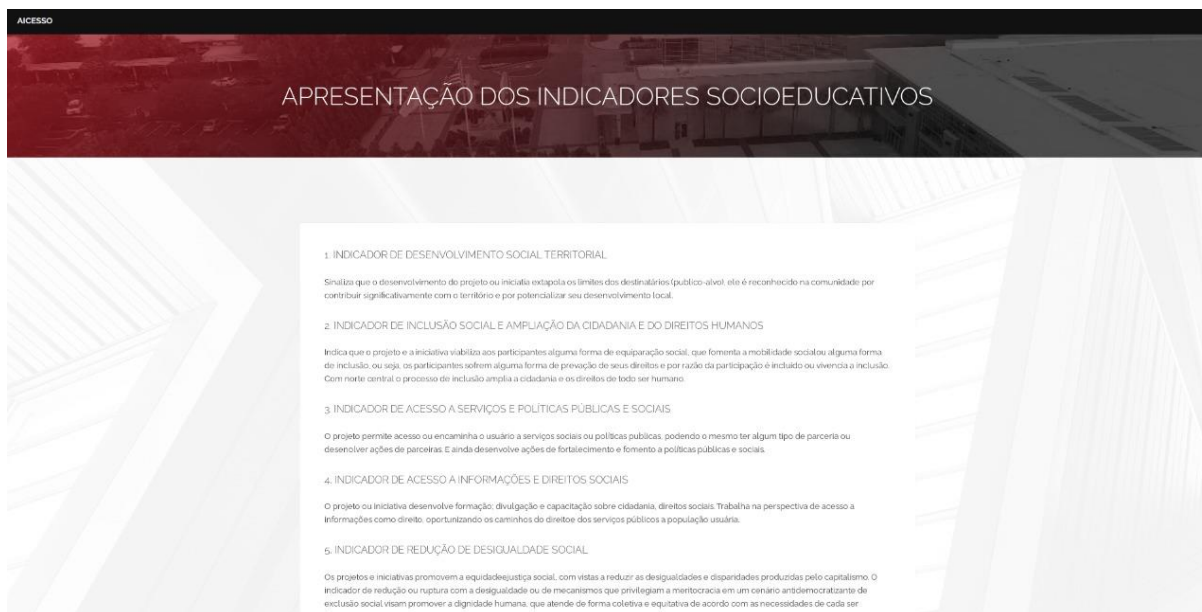 AICESSO
APRESENTAÇÃO DOS INDICADORES SOCIOEDUCATIVOS
1. INDICADOR DE DESENVOLVIMENTO SOCIAL TERRITORIAL
Sinaliza que o desenvolvimento do projeto ou iniciatia extapola os limites dos destinatários (publico-alvo), ele é reconhecido na comunidade por
contribuir significativamente com o território e por potencializar seu desenvolvimento local.
2. INDICADOR DE INCLUSÃO SOCIAL E AMPLIAÇÃO DA CIDADANIA E DO DIREITOS HUMANOS
Indica que o projeto e a iniciativa viabiliza aos participantes alguma forma de equiparação social, que fomenta a mobilidade socialou alguma forma
de inclusão, ou seja, os participantes sofrem alguma forma de prevação de seus direitos e por razão da participação é incluido ou vivencia a inclusão.
Com norte central o processo de inclusão amplia a cidadania e os direitos de todo ser humano.
3. INDICADOR DE ACESSO A SERVIÇOS E POLÍTICAS PÚBLICAS E SOCIAIS
O projeto permite acesso ou encaminha o usuário a serviços sociais ou políticas publicas, podendo o mesmo ter algum tipo de parceria ou
desenolver ações de parceiras. E ainda desevolve ações de fortalecimento e fomento a políticas públicas e sociais.
4. INDICADOR DE ACESSO A INFORMAÇÕES E DIREITOS SOCIAIS
O projeto ou iniciativa desenvolve formação; divulgação e capacitação sobre cidadania, direitos sociais. Trabalha na perspectiva de acesso a
informações como direito, oportunizando os caminhos do direitoe dos serviços públicos a população usuária.
5. INDICADOR DE REDUÇÃO DE DESIGUALDADE SOCIAL
Os projetos e iniciativas promovem a equidadeejustiça social, com vistas a reduzir as desigualdades e disparidades produzidas pelo capitalismo. O
indicador de redução ou ruptura com a desigualdade ou de mecanismos que privilegiam a meritocracia em um cenário antidemocratizante de
exclusão social visam promover a dignidade humana, que atende de forma coletiva e equitativa de acordo com as necessidades de cada ser